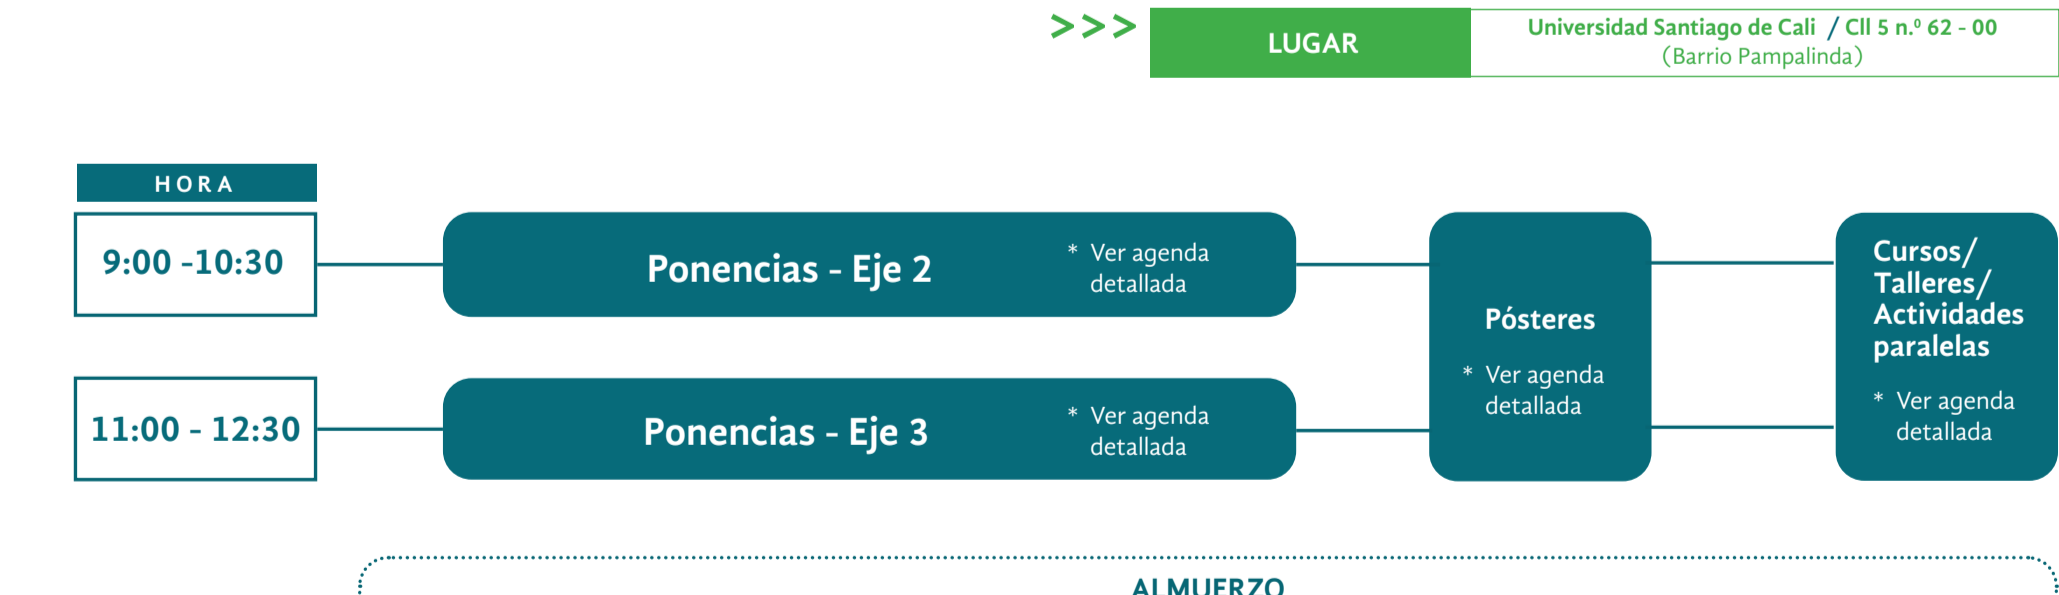 >>>
LUGAR
Universidad Santiago de Cali / Cll 5 n.º 62 - 00
(Barrio Pampalinda)
HORA
9:00 -10:30
Ponencias - Eje 2
* Ver agenda
detallada
11:00 - 12:30
Ponencias - Eje 3
* Ver agenda
detallada
Pósteres
* Ver agenda
detallada
Cursos/
Talleres/
Actividades
paralelas
* Ver agenda
detallada
ALMUERZO